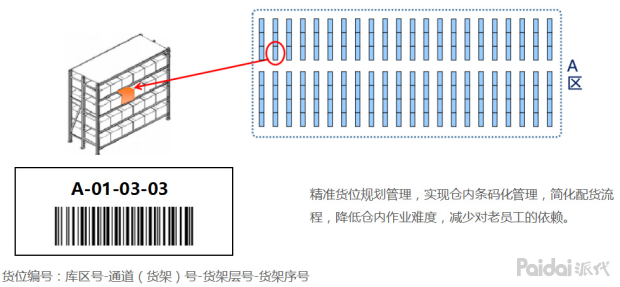 A
区
A-01-03-03
精准货位规划管理，实现仓内条码化管理，简化配货流
程，降低仓内作业难度，减少对老员工的依赖。
货位编号：库区号-通道（货架）号-货架层号-货架序号
Paidai派代